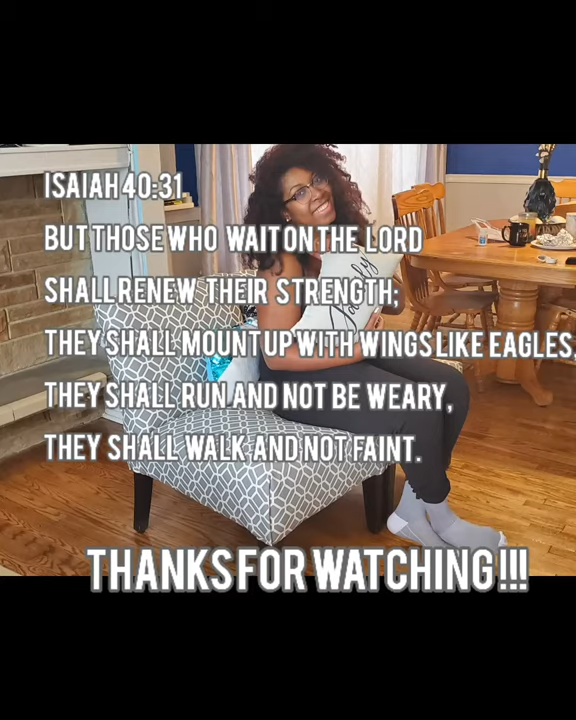 ISAIAH 40:31
BUT THOSE WHO WAIT ON THE LORD
SHALL RENEW THEIR STRENGTH;
THEY SHALL MOUNT UP WITH WINGS LIKE EAGLES,
THEY SHALL RUN AND NOT BE WEARY,
THEY SHALL WALK AND NOT FAINT.
THANKS FOR WATCHING !!!